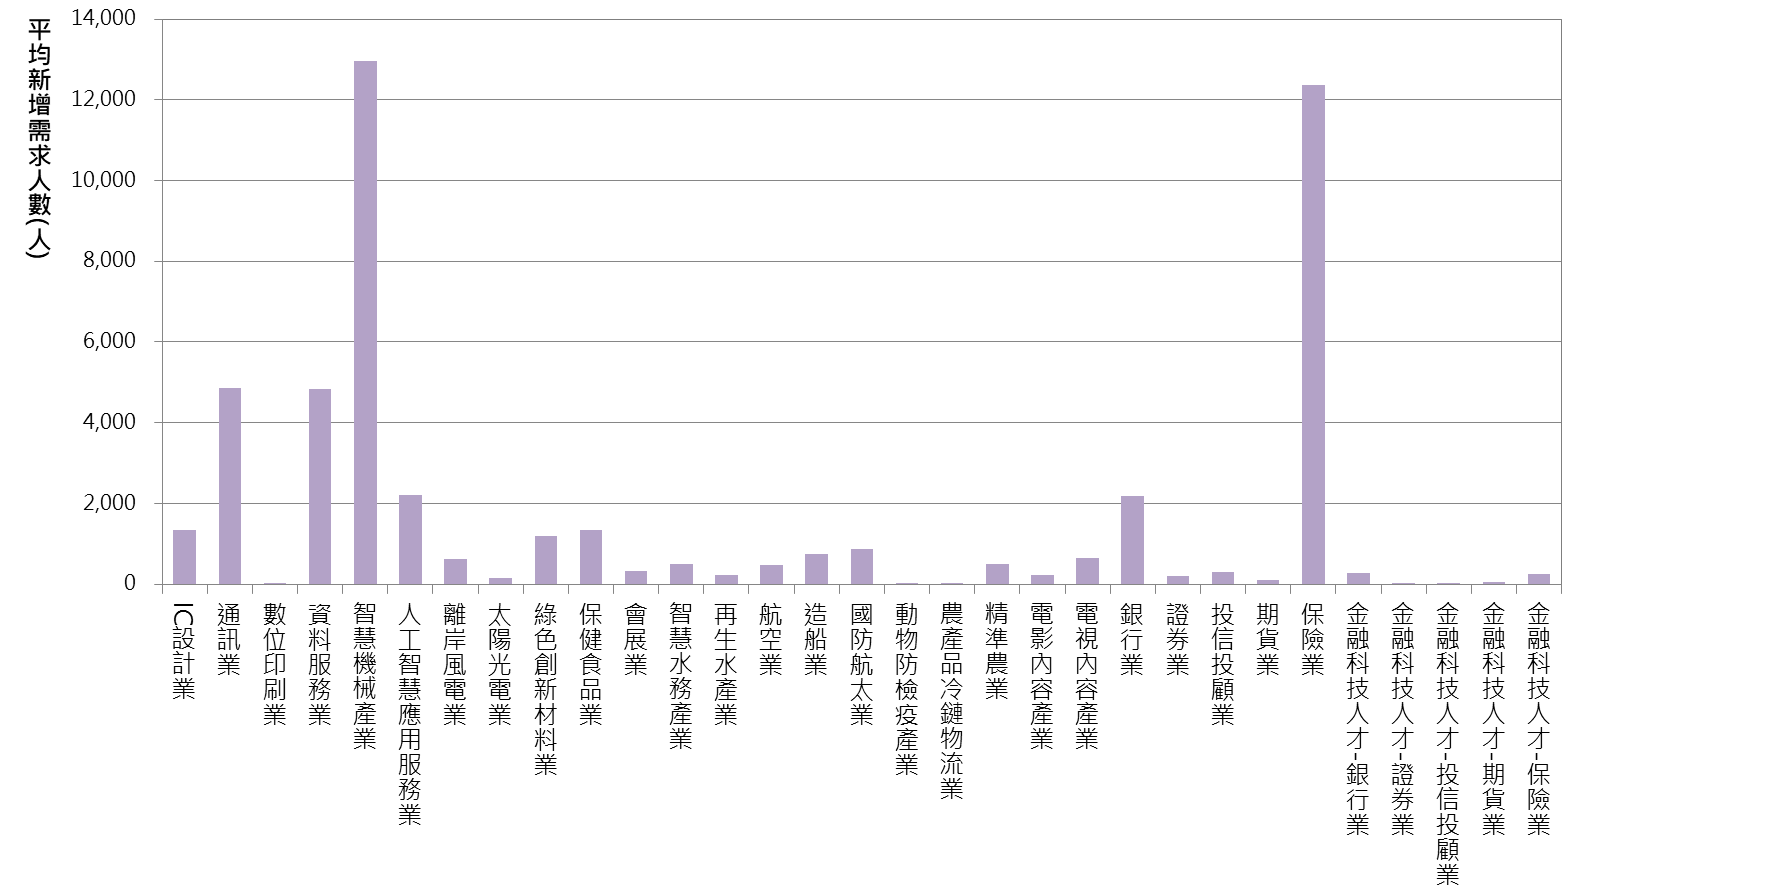 平均新增需求人數(人)
14,000
12,000
10,000
8,000
6,000
4,000
2,000
0
IC設計業
通訊業
數位印刷業
資料服務業
智慧機械產業
人工智慧應用服務業
離岸風電業
太陽光電業
綠色創新材料業
保健食品業
會展業
智慧水務產業
再生水產業
航空業
造船業
國防航太業
動物防檢疫產業
農產品冷鏈物流業
精準農業
電影內容產業
電視內容產業
銀行業
證券業
投信投顧業
期貨業
保險業
金融科技人才-銀行業
金融科技人才-證券業
金融科技人才-投信投顧業
金融科技人才-期貨業
金融科技人才-保險業